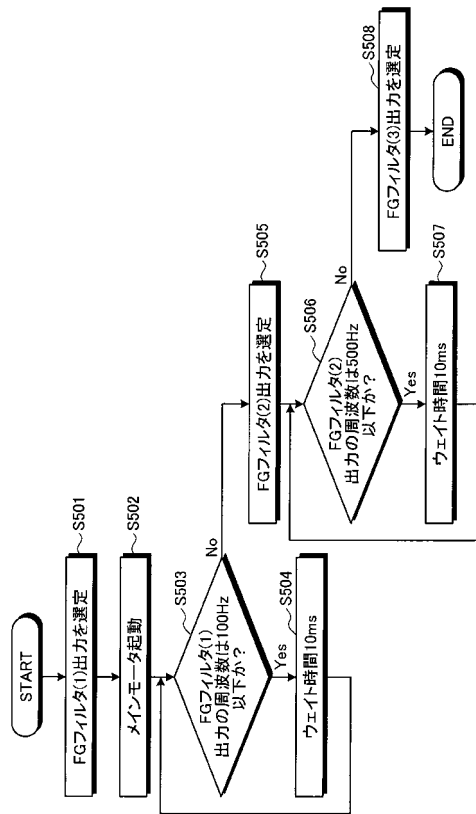 START
S501
FGフィルタ(1)出力を選定
S502
メインモータ起動
S503
FGフィルタ(1)
出力の周波数は100Hz
以下か?
No
Yes
S504
ウェイト時間10ms
S505
FGフィルタ(2)出力を選定
S506
FGフィルタ(2)
出力の周波数は500Hz
以下か?
No
Yes
S507
ウェイト時間10ms
S508
FGフィルタ(3)出力を選定
END